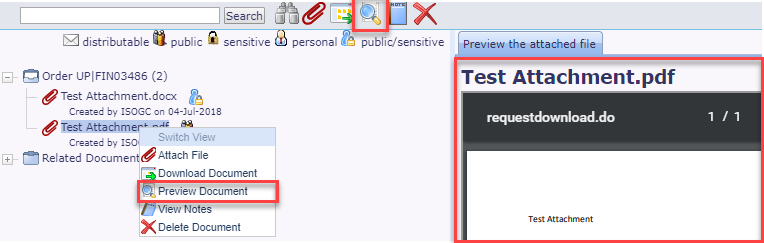 Search
NOTE
distributable public sensitive personal public/sensitive
Order UP|FIN03486 (2)
Test Attachment.docx
Created by ISOGC on 04-Jul-2018
Test Attachment.pdf
Created by ISOGC
Related Document
Switch View
Attach File
Download Document
Preview Document
View Notes
Delete Document
Preview the attached file
Test Attachment.pdf
requestdownload.do 1 / 1
Test Attachment